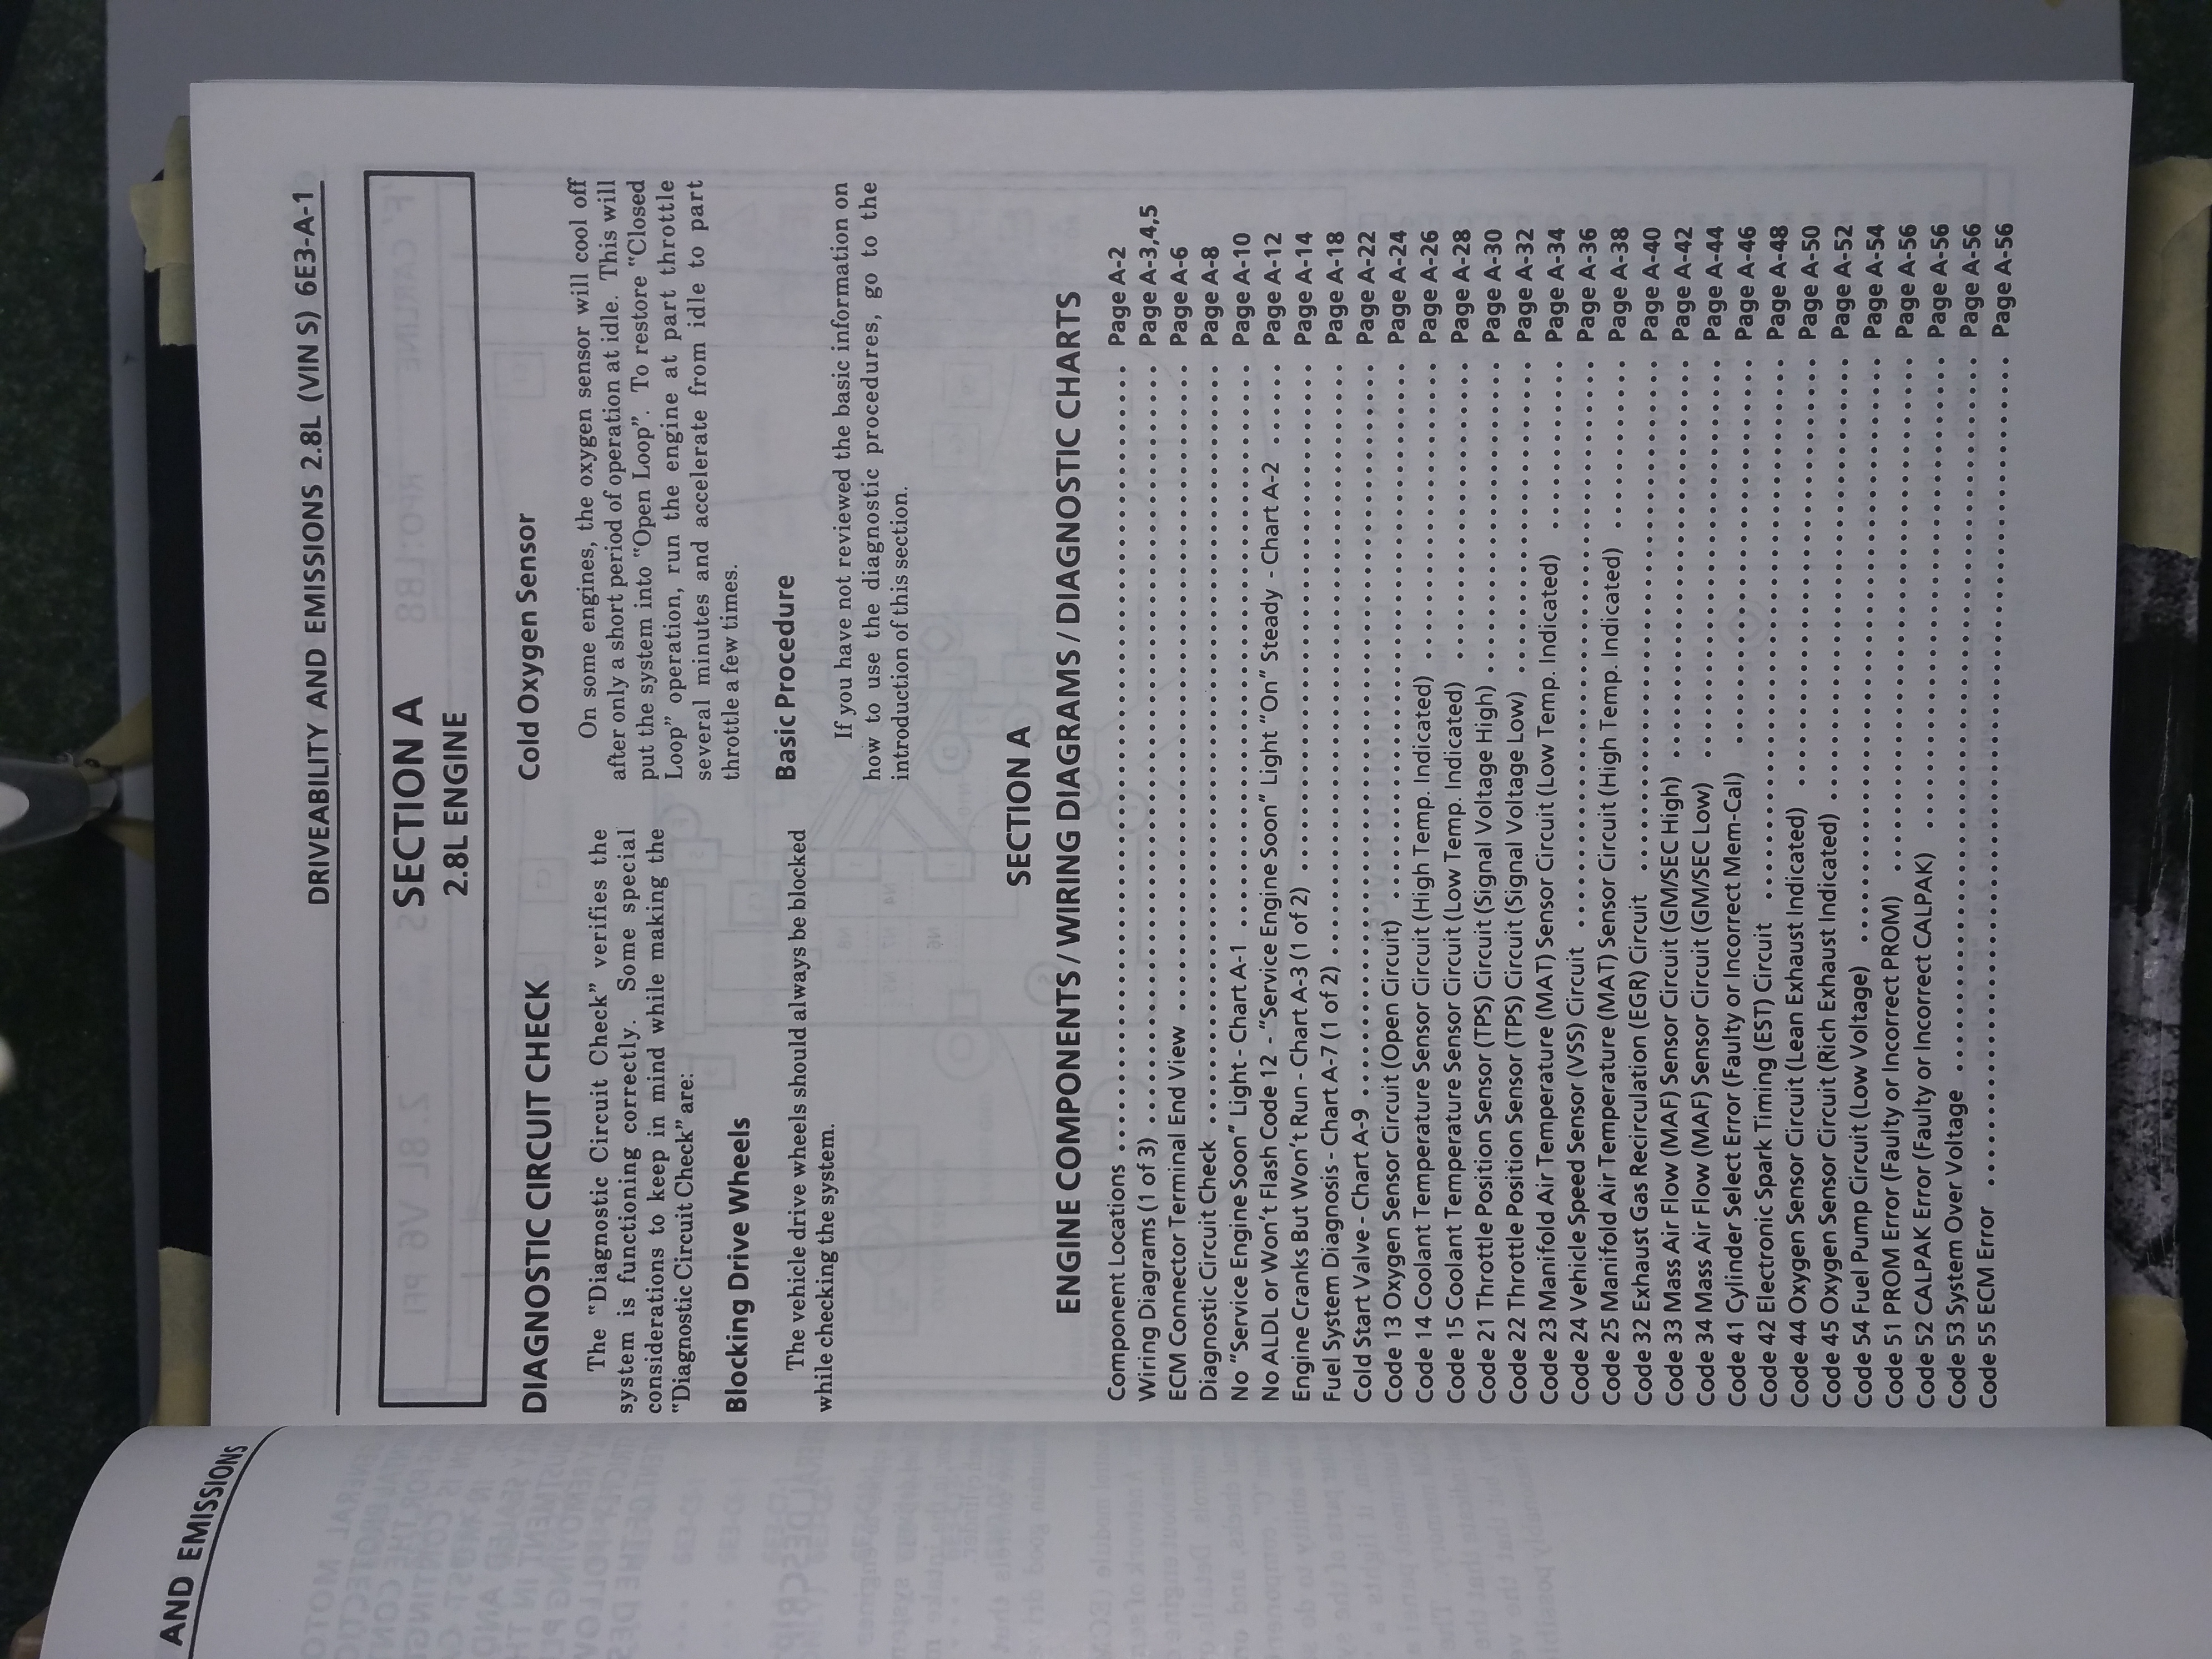 DRIVEABILITY AND EMISSIONS 2.8L (VIN S) 6E3-A-1
SECTION A
2.8L ENGINE
DIAGNOSTIC CIRCUIT CHECK
The "Diagnostic Circuit Check" verifies the
system is functioning correctly. Some special
considerations to keep in mind while making the
"Diagnostic Circuit Check" are:
Blocking Drive Wheels
The vehicle drive wheels should always be blocked
while checking the system.
Cold Oxygen Sensor
On some engines, the oxygen sensor will cool off
after only a short period of operation at idle. This will
put the system into "Open Loop". To restore "Closed
Loop" operation, run the engine at part throttle
several minutes and accelerate from idle to part
throttle a few times.
Basic Procedure
If you have not reviewed the basic information on
how to use the diagnostic procedures, go to the
introduction of this section.
SECTION A
ENGINE COMPONENTS / WIRING DIAGRAMS / DIAGNOSTIC CHARTS
Component Locations Page A-2
Wiring Diagrams (1 of 3) Page A-3,4,5
ECM Connector Terminal End View Page A-6
Diagnostic Circuit Check Page A-8
No "Service Engine Soon" Light - Chart A-1 Page A-10
No ALDL or Won't Flash Code 12 - "Service Engine Soon" Light "On" Steady - Chart A-2 Page A-12
Engine Cranks But Won't Run - Chart A-3 (1 of 2) Page A-14
Fuel System Diagnosis - Chart A-7 (1 of 2) Page A-18
Cold Start Valve - Chart A-9 Page A-22
Code 13 Oxygen Sensor Circuit (Open Circuit) Page A-24
Code 14 Coolant Temperature Sensor Circuit (High Temp. Indicated) Page A-26
Code 15 Coolant Temperature Sensor Circuit (Low Temp. Indicated) Page A-28
Code 21 Throttle Position Sensor (TPS) Circuit (Signal Voltage High) Page A-30
Code 22 Throttle Position Sensor (TPS) Circuit (Signal Voltage Low) Page A-32
Code 23 Manifold Air Temperature (MAT) Sensor Circuit (Low Temp. Indicated) Page A-34
Code 24 Vehicle Speed Sensor (VSS) Circuit Page A-36
Code 25 Manifold Air Temperature (MAT) Sensor Circuit (High Temp. Indicated) Page A-38
Code 32 Exhaust Gas Recirculation (EGR) Circuit Page A-40
Code 33 Mass Air Flow (MAF) Sensor Circuit (GM/SEC High) Page A-42
Code 34 Mass Air Flow (MAF) Sensor Circuit (GM/SEC Low) Page A-44
Code 41 Cylinder Select Error (Faulty or Incorrect Mem-Cal) Page A-46
Code 42 Electronic Spark Timing (EST) Circuit Page A-48
Code 44 Oxygen Sensor Circuit (Lean Exhaust Indicated) Page A-50
Code 45 Oxygen Sensor Circuit (Rich Exhaust Indicated) Page A-52
Code 54 Fuel Pump Circuit (Low Voltage) Page A-54
Code 51 PROM Error (Faulty or Incorrect PROM) Page A-56
Code 52 CALPAK Error (Faulty or Incorrect CALPAK) Page A-56
Code 53 System Over Voltage Page A-56
Code 55 ECM Error Page A-56
AND EMISSIONS